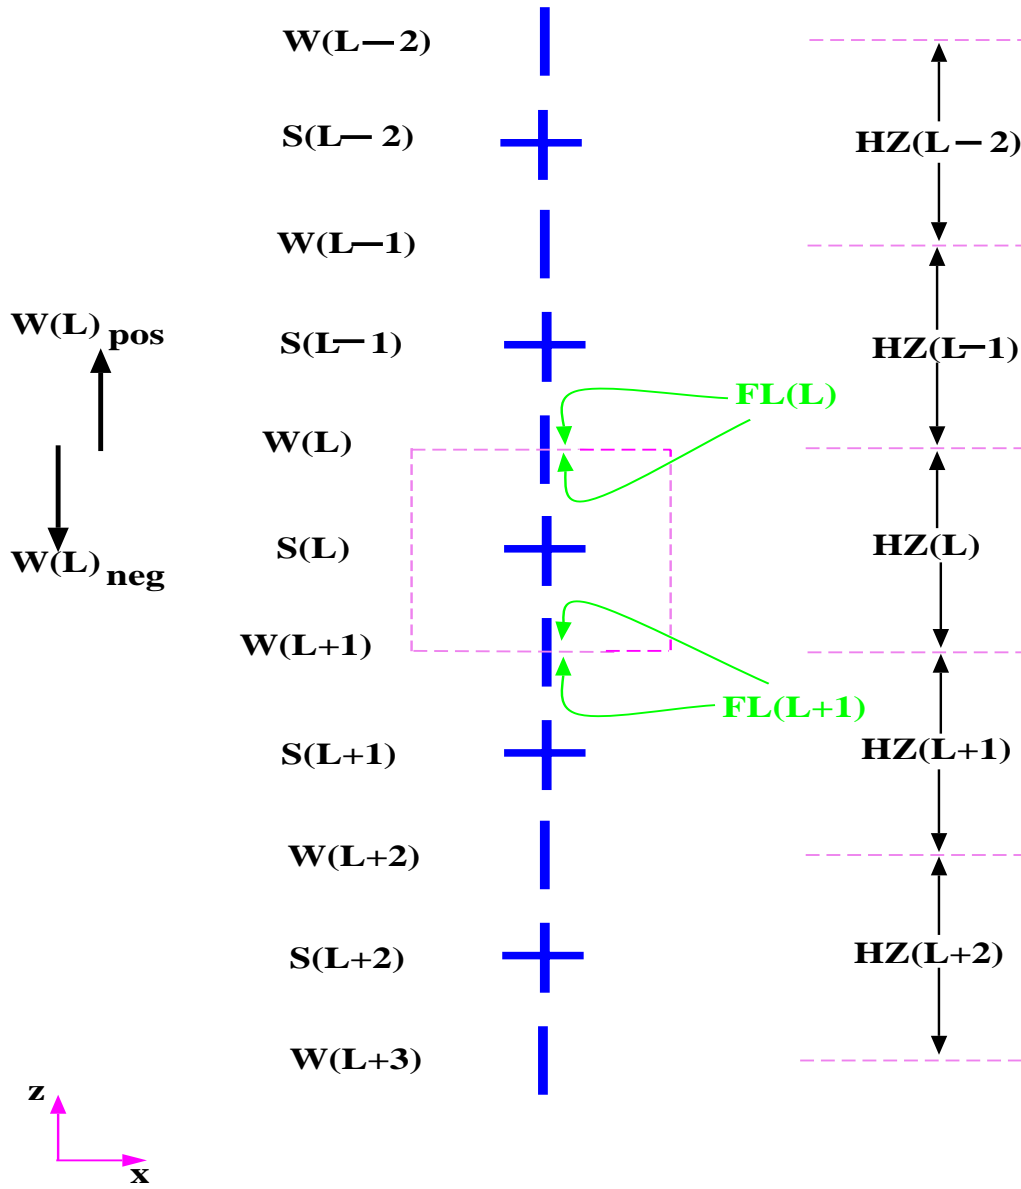 W(L−2)
S(L−2)
HZ(L−2)
W(L−1)
W(L) pos
S(L−1)
HZ(L−1)
FL(L)
W(L)
S(L)
HZ(L)
W(L) neg
W(L+1)
FL(L+1)
S(L+1)
HZ(L+1)
W(L+2)
S(L+2)
HZ(L+2)
W(L+3)
z
x